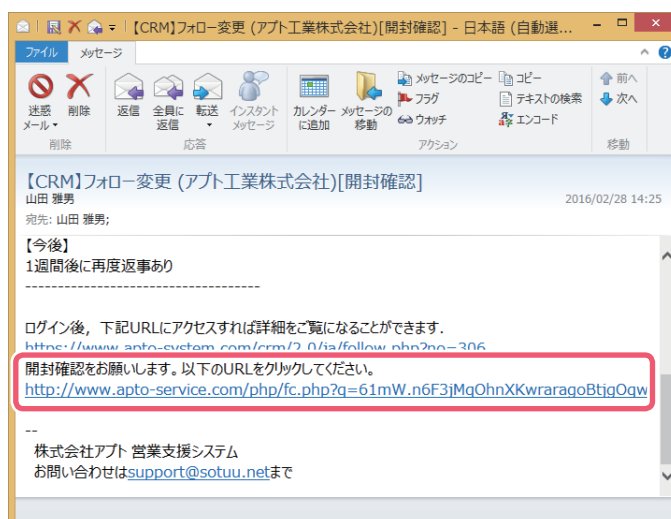 【CRM】フォロー変更 (アプト工業株式会社)[開封確認] - 日本語 (自動選...
ファイル メッセージ
迷惑メール 削除 返信 全員に返信 転送 インスタントメッセージ カレンダーに追加 メッセージの移動
メッセージのコピー コピー 前へ
フラグ テキストの検索 次へ
ウォッチ エンコード
削除 応答 アクション 移動
【CRM】フォロー変更 (アプト工業株式会社)[開封確認]
山田 雅男 2016/02/28 14:25
宛先: 山田 雅男;
【今後】
1週間後に再度返事あり
------------------------------------
ログイン後，下記URLにアクセスすれば詳細をご覧になることができます．
https://www.apto-system.com/crm/2.0/ja/follow.php?no=306
開封確認をお願いします。以下のURLをクリックしてください。
http://www.apto-service.com/php/fc.php?q=61mW.n6F3jMgOhnXKwraragoBtjgOqw
--
株式会社アプト 営業支援システム
お問い合わせはsupport@sotuu.netまで